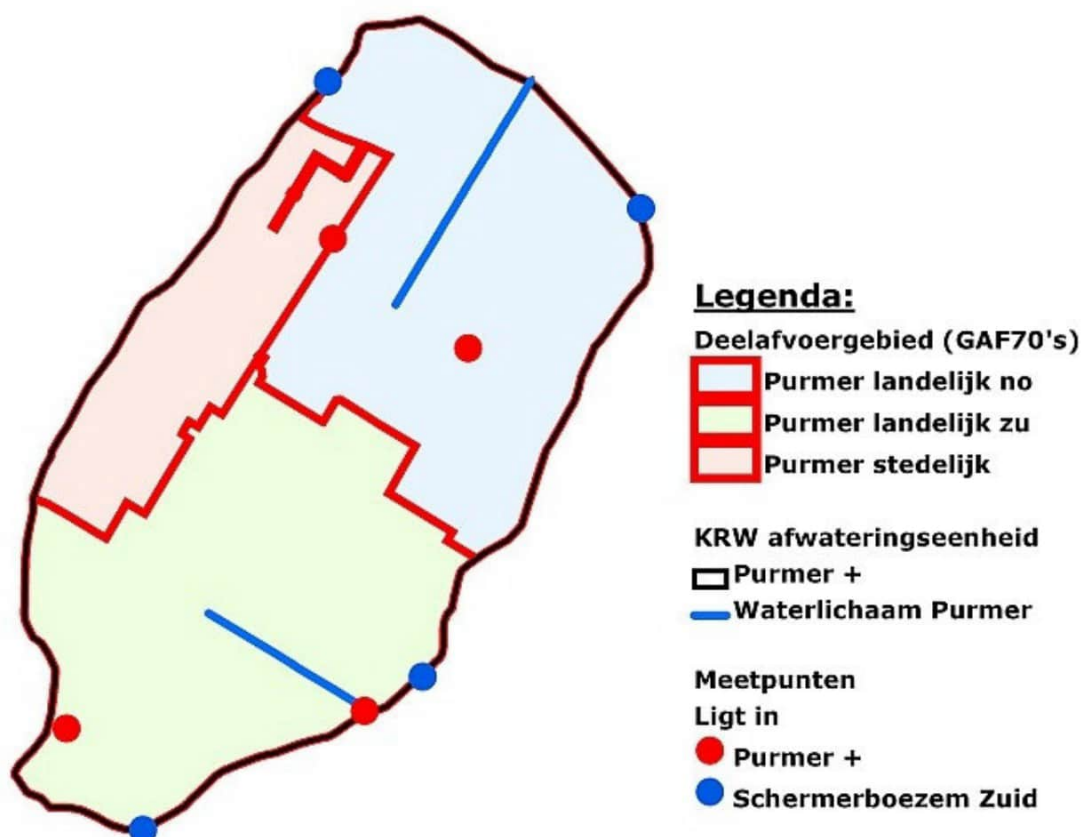 Legenda:
Deelafvoergebied (GAF70's)
Purmer landelijk no
Purmer landelijk zu
Purmer stedelijk
KRW afwateringseenheid
Purmer +
Waterlichaam Purmer
Meetpunten
Ligt in
Purmer +
Schermerboezem Zuid